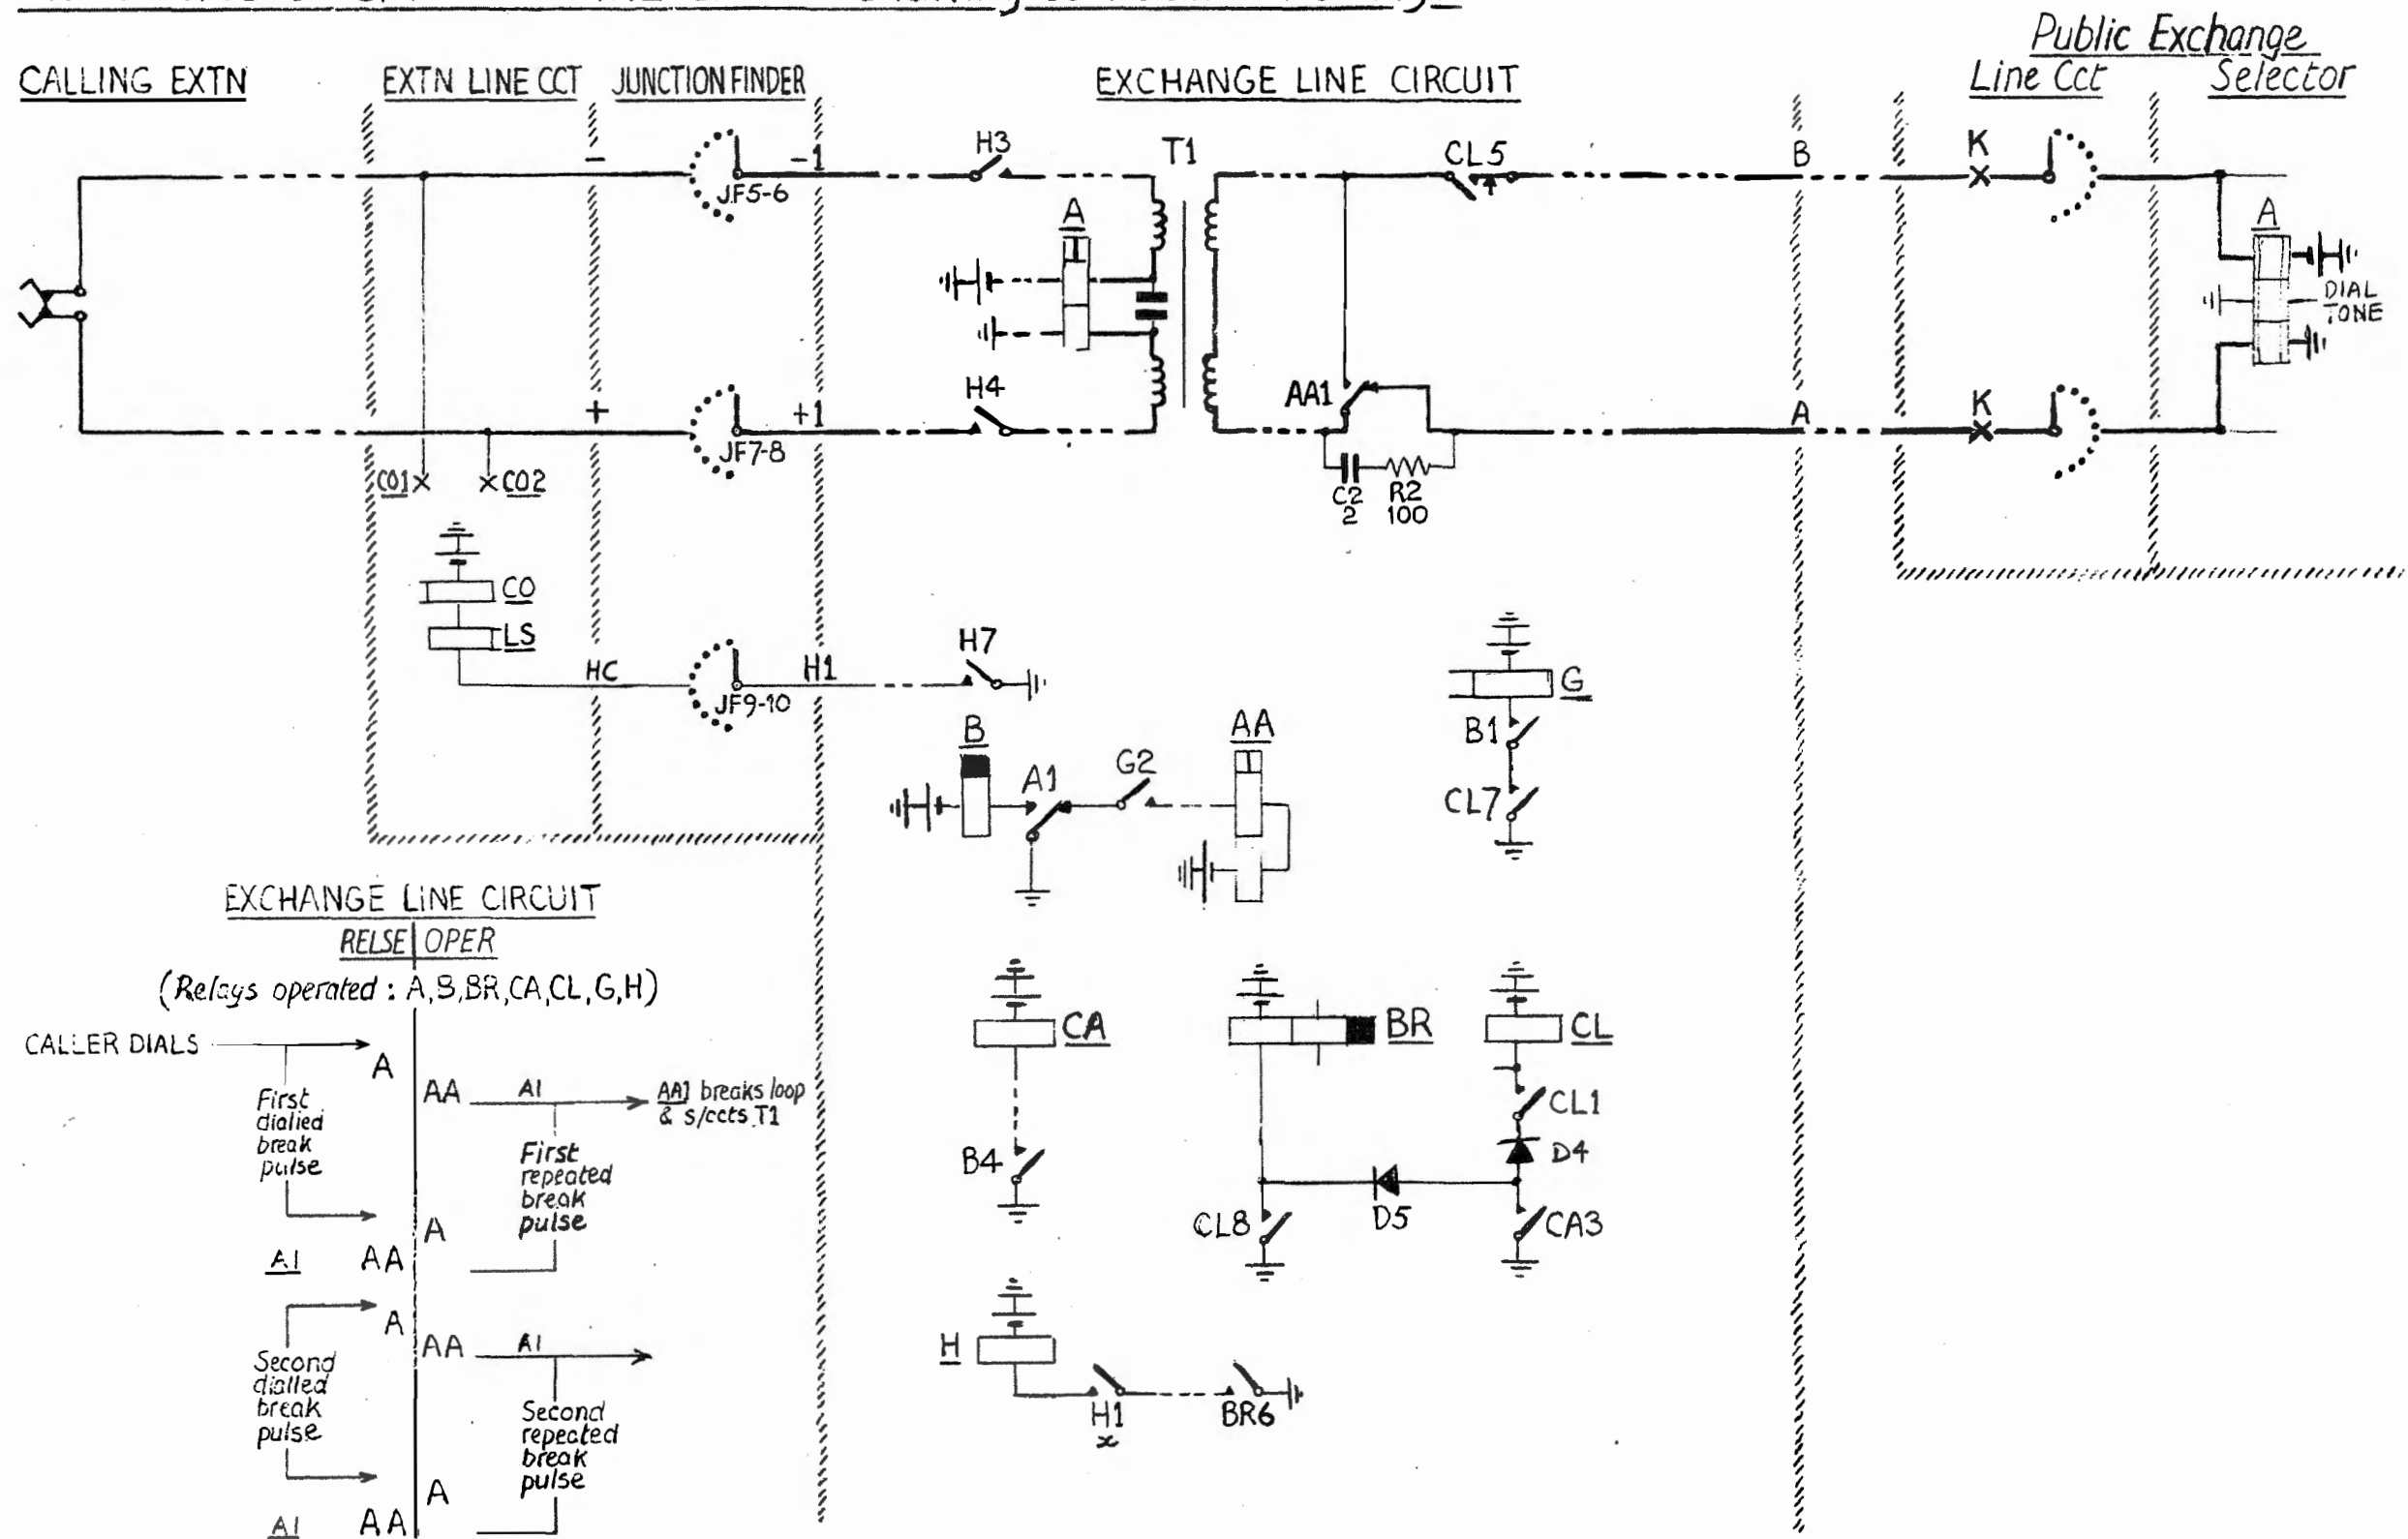 Public Exchange
CALLING EXTN
EXTN LINE CCT
JUNCTION FINDER
EXCHANGE LINE CIRCUIT
Line Cct
Selector
H3
T1
CL5
B
K
−
−1
JF5-6
A
A
DIAL
TONE
H4
AA1
K
+
+1
A
JF7-8
CO1
CO2
C2
2
R2
100
CO
LS
HC
H1
H7
JF9-10
G
B1
CL7
B
A1
G2
AA
EXCHANGE LINE CIRCUIT
RELSE OPER
(Relays operated : A,B,BR,CA,CL,G,H)
CALLER DIALS
A
First
dialled
break
pulse
AA
A1
AA1 breaks loop
& s/ccts T1
First
repeated
break
pulse
A
A1
AA
A
Second
dialled
break
pulse
AA
A1
Second
repeated
break
pulse
A
A1
AA
CA
B4
BR
CL
CL1
D4
CL8
D5
CA3
H
H1
x
BR6